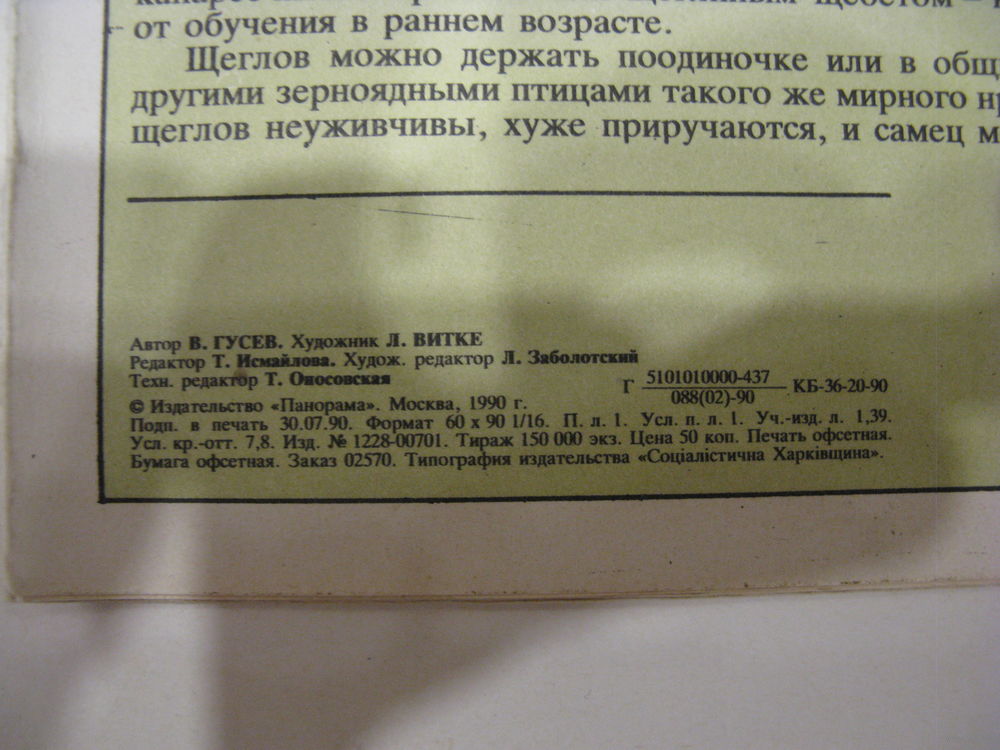 от обучения в раннем возрасте.
Щеглов можно держать поодиночке или в общ
другими зерноядными птицами такого же мирного нр
щеглов неуживчивы, хуже приручаются, и самец м
Автор В. ГУСЕВ. Художник Л. ВИТКЕ
Редактор Т. Исмайлова. Худож. редактор Л. Заболотский
Техн. редактор Т. Оносовская
Г 5101010000-437 КБ-36-20-90
088(02)-90
© Издательство «Панорама». Москва, 1990 г.
Подп. в печать 30.07.90. Формат 60 x 90 1/16. П. л. 1. Усл. п. л. 1. Уч.-изд. л. 1,39.
Усл. кр.-отт. 7,8. Изд. № 1228-00701. Тираж 150 000 экз. Цена 50 коп. Печать офсетная.
Бумага офсетная. Заказ 02570. Типография издательства «Соціалістична Харківщина».